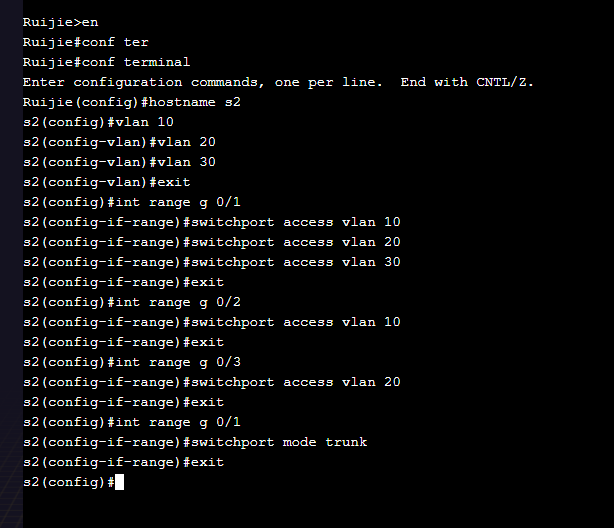 Ruijie>en
Ruijie#conf ter
Ruijie#conf terminal
Enter configuration commands, one per line.  End with CNTL/Z.
Ruijie(config)#hostname s2
s2(config)#vlan 10
s2(config-vlan)#vlan 20
s2(config-vlan)#vlan 30
s2(config-vlan)#exit
s2(config)#int range g 0/1
s2(config-if-range)#switchport access vlan 10
s2(config-if-range)#switchport access vlan 20
s2(config-if-range)#switchport access vlan 30
s2(config-if-range)#exit
s2(config)#int range g 0/2
s2(config-if-range)#switchport access vlan 10
s2(config-if-range)#exit
s2(config)#int range g 0/3
s2(config-if-range)#switchport access vlan 20
s2(config-if-range)#exit
s2(config)#int range g 0/1
s2(config-if-range)#switchport mode trunk
s2(config-if-range)#exit
s2(config)#